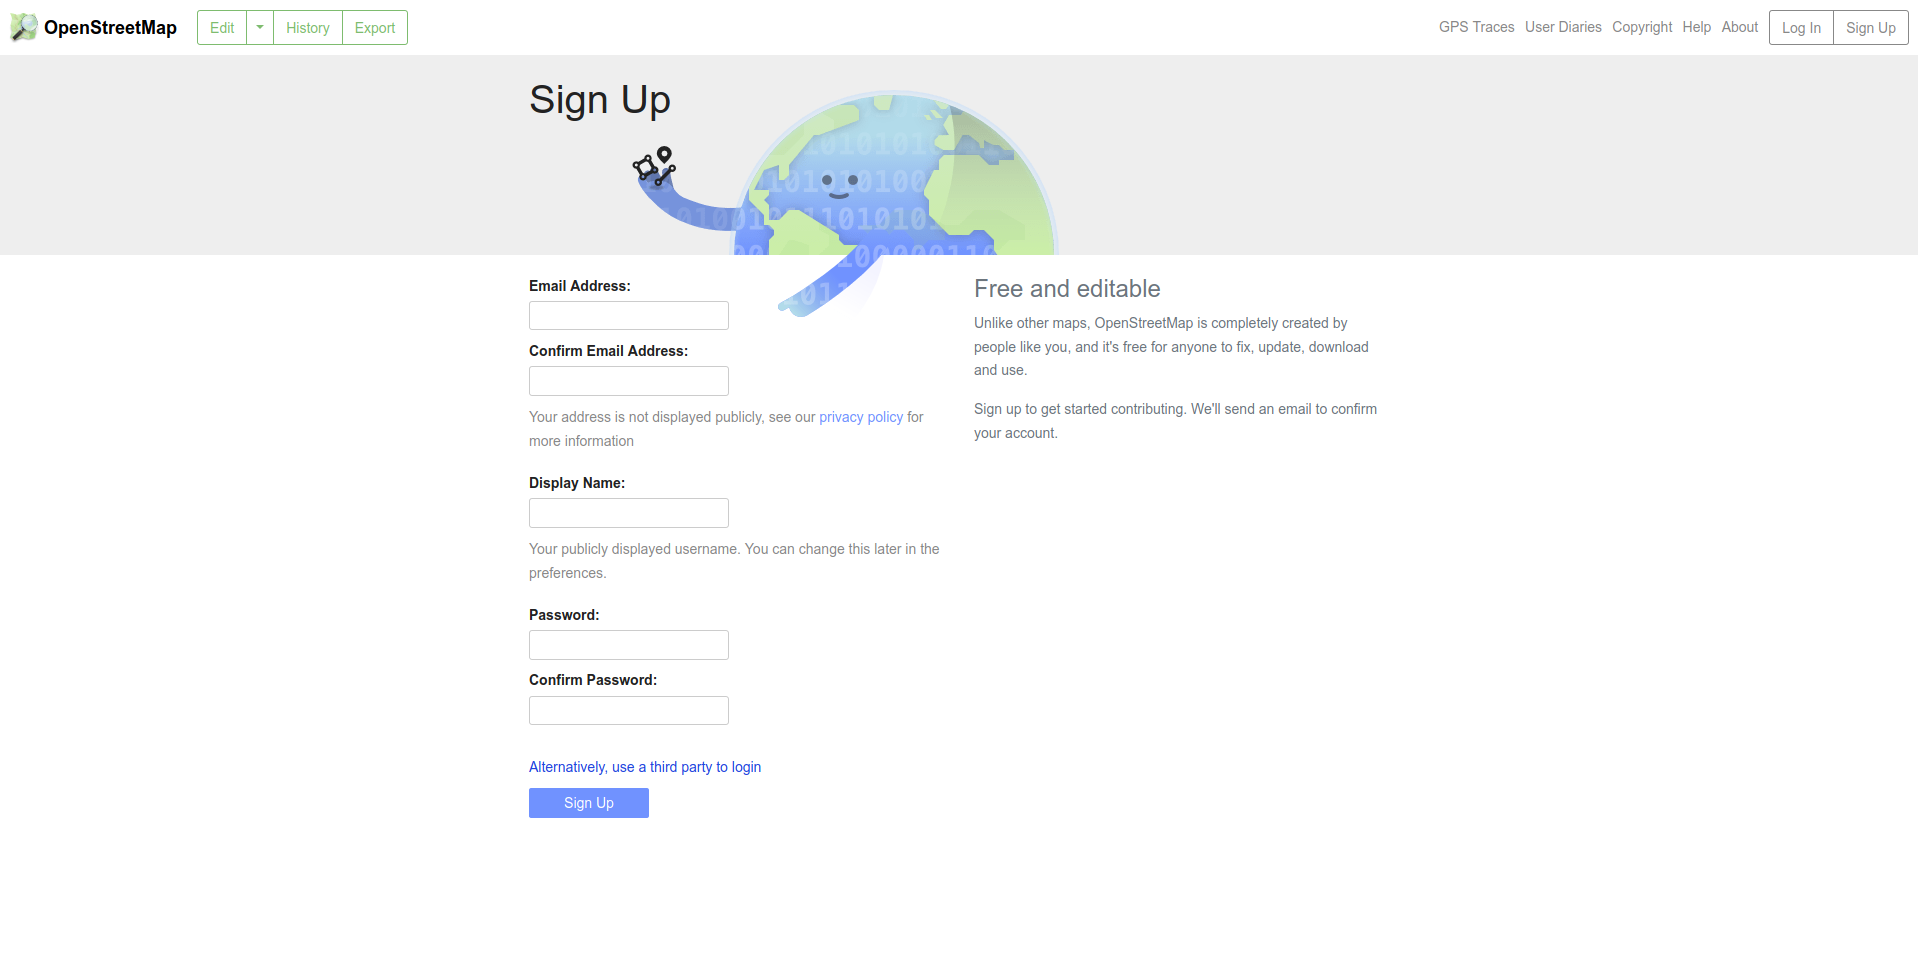 OpenStreetMap
Edit
History
Export
GPS Traces
User Diaries
Copyright
Help
About
Log In
Sign Up
Sign Up
Email Address:
Confirm Email Address:
Your address is not displayed publicly, see our privacy policy for
more information
Display Name:
Your publicly displayed username. You can change this later in the
preferences.
Password:
Confirm Password:
Alternatively, use a third party to login
Sign Up
Free and editable
Unlike other maps, OpenStreetMap is completely created by
people like you, and it's free for anyone to fix, update, download
and use.
Sign up to get started contributing. We'll send an email to confirm
your account.